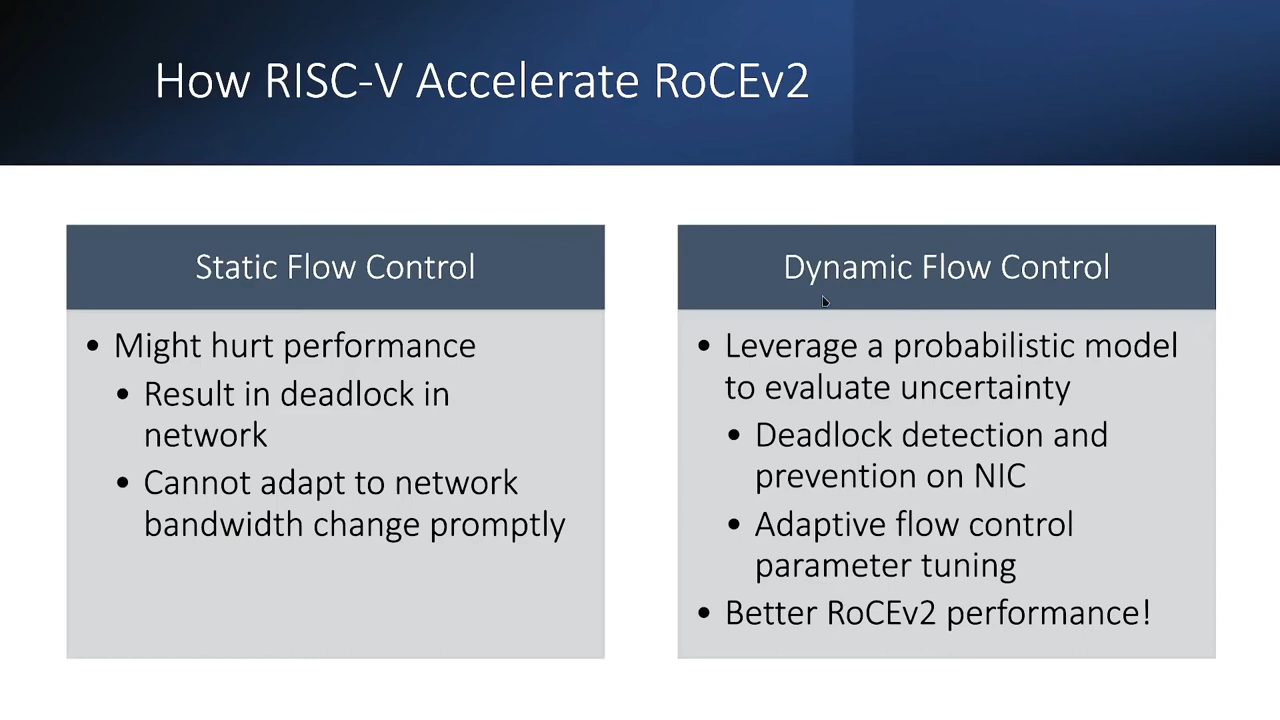 How RISC-V Accelerate RoCEv2
Static Flow Control
• Might hurt performance
• Result in deadlock in
network
• Cannot adapt to network
bandwidth change promptly
Dynamic Flow Control
• Leverage a probabilistic model
to evaluate uncertainty
• Deadlock detection and
prevention on NIC
• Adaptive flow control
parameter tuning
• Better RoCEv2 performance!